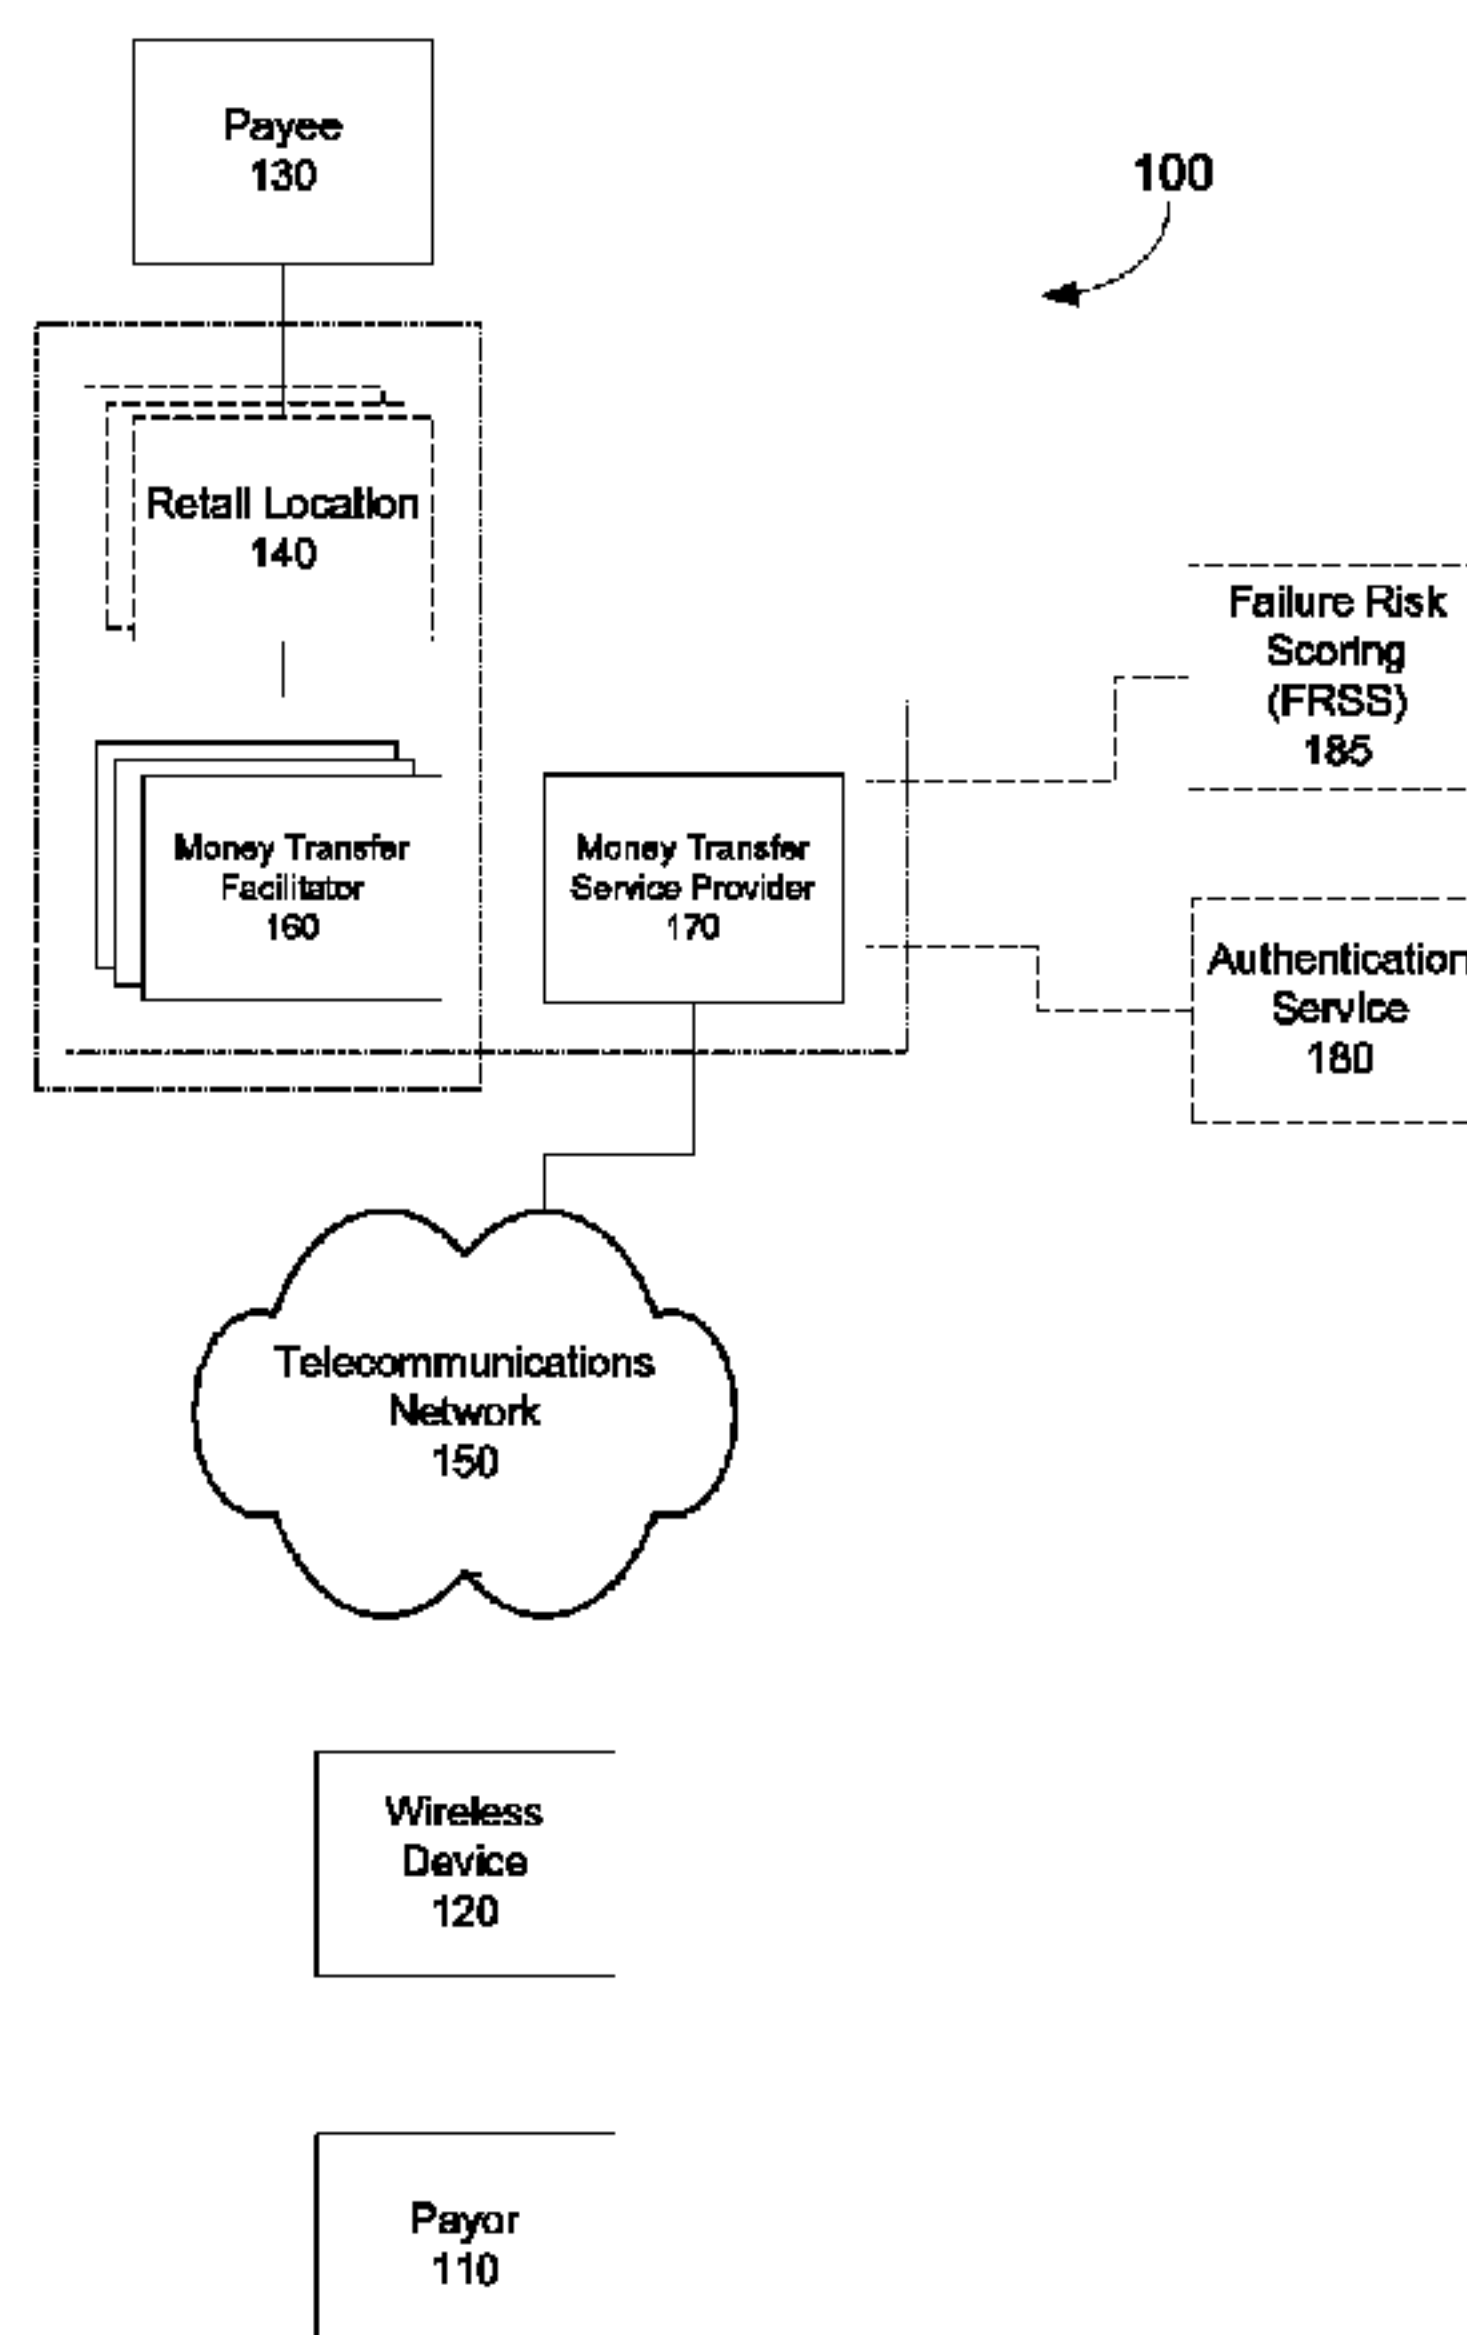 Payee
130
100
Retail Location
140
Failure Risk
Scoring
(FRSS)
185
Money Transfer
Facilitator
160
Money Transfer
Service Provider
170
Authentication
Service
180
Telecommunications
Network
150
Wireless
Device
120
Payor
110